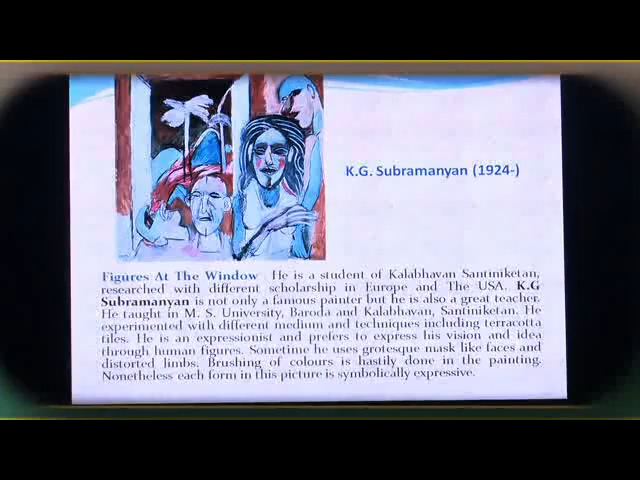 K.G. Subramanyan (1924-)
Figures At The Window He is a student of Kalabhavan Santiniketan,
researched with different scholarship in Europe and The USA. K.G
Subramanyan is not only a famous painter but he is also a great teacher.
He taught in M. S. University, Baroda and Kalabhavan, Santiniketan. He
experimented with different medium and techniques including terracotta
tiles. He is an expressionist and prefers to express his vision and idea
through human figures. Sometime he uses grotesque mask like faces and
distorted limbs. Brushing of colours is hastily done in the painting.
Nonetheless each form in this picture is symbolically expressive.